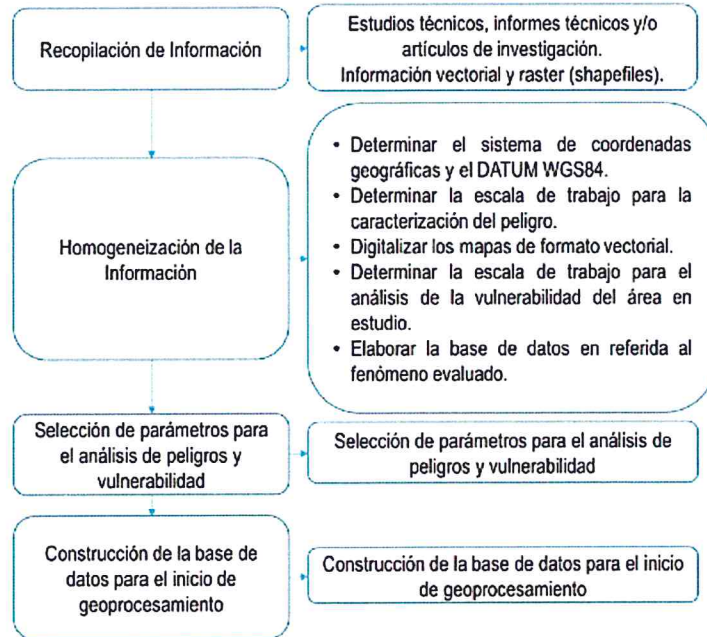 Recopilación de Información
Estudios técnicos, informes técnicos y/o
artículos de investigación.
Información vectorial y raster (shapefiles).
Homogeneización de la
Información
• Determinar el sistema de coordenadas
geográficas y el DATUM WGS84.
• Determinar la escala de trabajo para la
caracterización del peligro.
• Digitalizar los mapas de formato vectorial.
• Determinar la escala de trabajo para el
análisis de la vulnerabilidad del área en
estudio.
• Elaborar la base de datos en referida al
fenómeno evaluado.
Selección de parámetros para
el análisis de peligros y
vulnerabilidad
Selección de parámetros para el análisis de
peligros y vulnerabilidad
Construcción de la base de
datos para el inicio de
geoprocesamiento
Construcción de la base de datos para el inicio
de geoprocesamiento